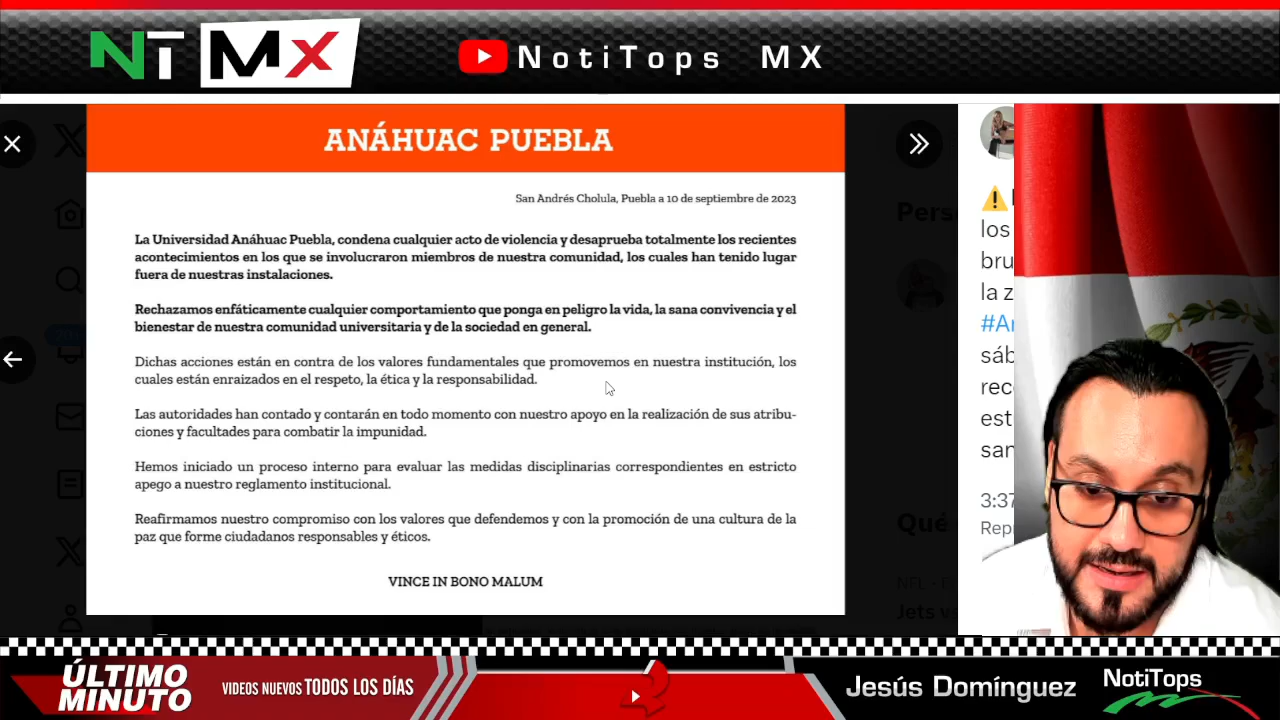 NTMX
NotiTops MX
ANÁHUAC PUEBLA
San Andrés Cholula, Puebla a 10 de septiembre de 2023
La Universidad Anáhuac Puebla, condena cualquier acto de violencia y desaprueba totalmente los recientes
acontecimientos en los que se involucraron miembros de nuestra comunidad, los cuales han tenido lugar
fuera de nuestras instalaciones.
Rechazamos enfáticamente cualquier comportamiento que ponga en peligro la vida, la sana convivencia y el
bienestar de nuestra comunidad universitaria y de la sociedad en general.
Dichas acciones están en contra de los valores fundamentales que promovemos en nuestra institución, los
cuales están enraizados en el respeto, la ética y la responsabilidad.
Las autoridades han contado y contarán en todo momento con nuestro apoyo en la realización de sus atribu-
ciones y facultades para combatir la impunidad.
Hemos iniciado un proceso interno para evaluar las medidas disciplinarias correspondientes en estricto
apego a nuestro reglamento institucional.
Reafirmamos nuestro compromiso con los valores que defendemos y con la promoción de una cultura de la
paz que forme ciudadanos responsables y éticos.
VINCE IN BONO MALUM
Pers
Qué
NFL
Jets v
los
bru
la z
#A
sáb
rec
est
san
3:37
Rep
ÚLTIMO
MINUTO
VIDEOS NUEVOS TODOS LOS DÍAS
Jesús Domínguez
NotiTops